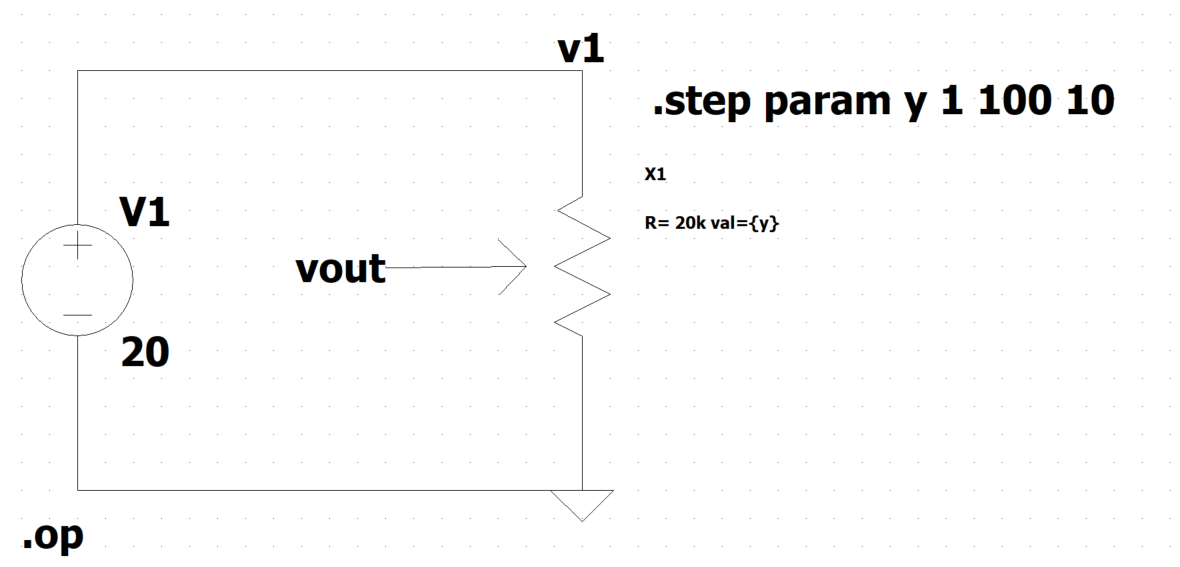 v1
.step param y 1 100 10
X1
V1
R= 20k val={y}
vout
20
.op